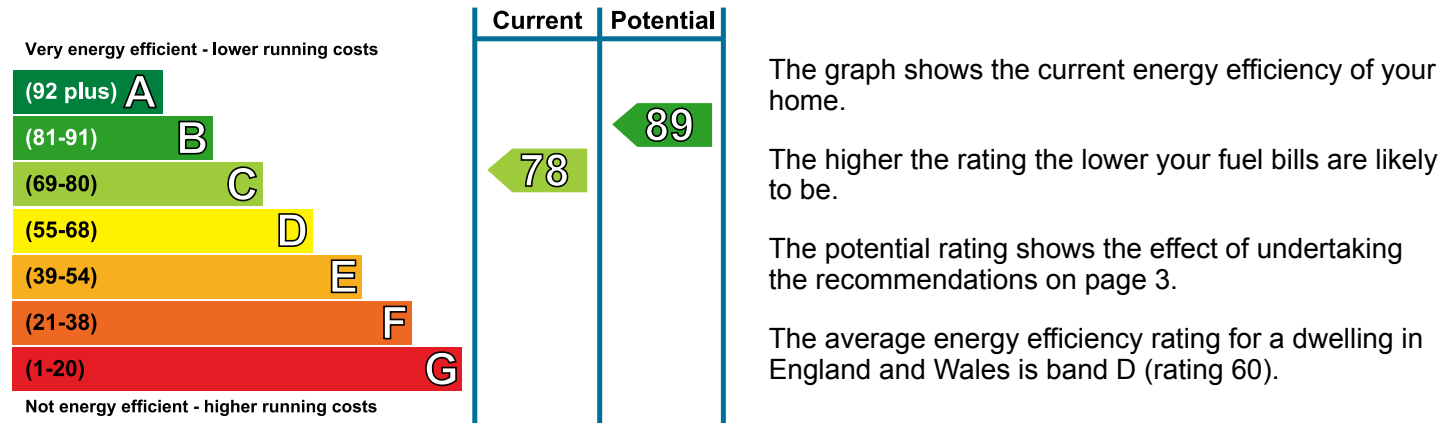 Current Potential
Very energy efficient - lower running costs
(92 plus) A
(81-91) B
(69-80) C
(55-68) D
(39-54) E
(21-38) F
(1-20) G
Not energy efficient - higher running costs
78
89
The graph shows the current energy efficiency of your
home.
The higher the rating the lower your fuel bills are likely
to be.
The potential rating shows the effect of undertaking
the recommendations on page 3.
The average energy efficiency rating for a dwelling in
England and Wales is band D (rating 60).